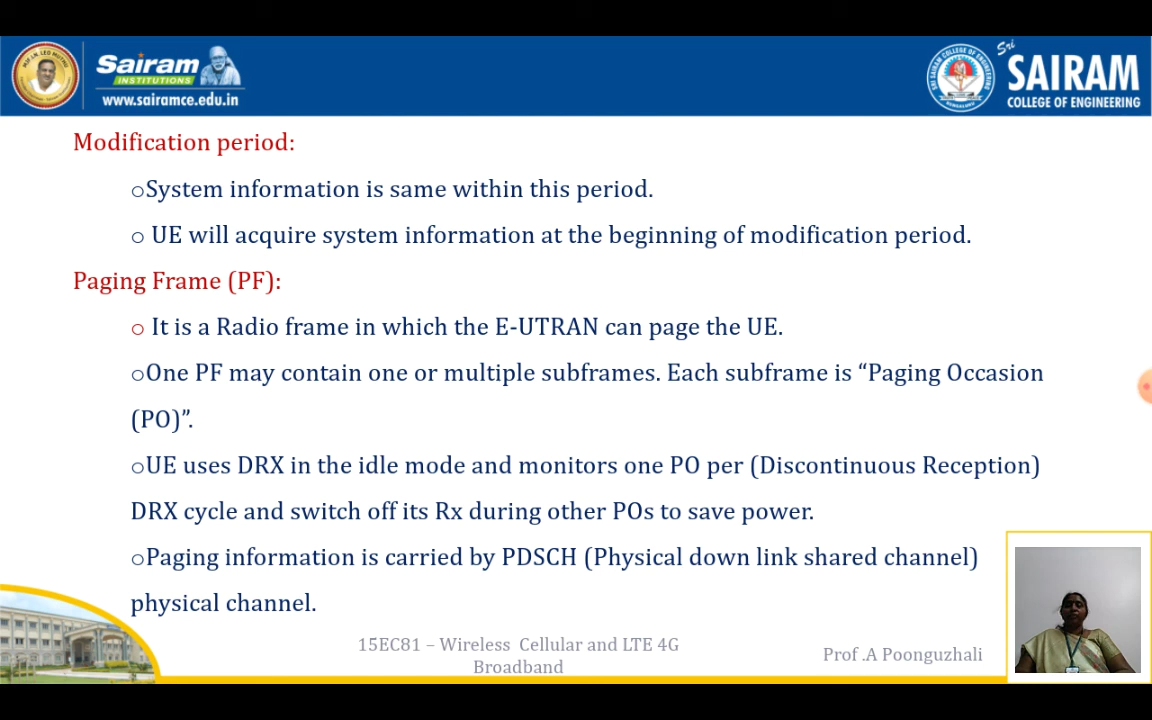 Sairam
INSTITUTIONS
www.sairamce.edu.in
Sri
SAIRAM
COLLEGE OF ENGINEERING
Modification period:
oSystem information is same within this period.
o UE will acquire system information at the beginning of modification period.
Paging Frame (PF):
o It is a Radio frame in which the E-UTRAN can page the UE.
oOne PF may contain one or multiple subframes. Each subframe is “Paging Occasion
(PO)”.
oUE uses DRX in the idle mode and monitors one PO per (Discontinuous Reception)
DRX cycle and switch off its Rx during other POs to save power.
oPaging information is carried by PDSCH (Physical down link shared channel)
physical channel.
15EC81 – Wireless Cellular and LTE 4G
Broadband
Prof .A Poonguzhali